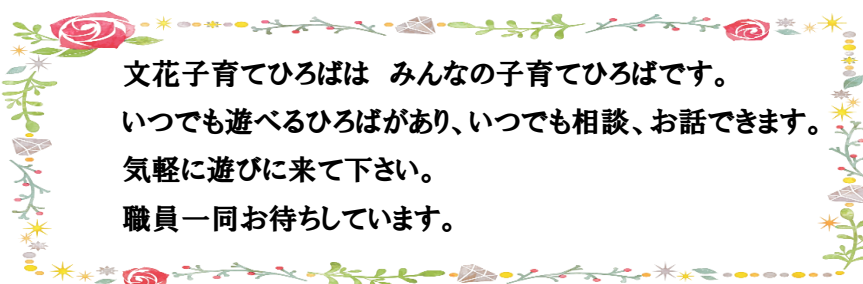 文花子育てひろばは　みんなの子育てひろばです。
いつでも遊べるひろばがあり、いつでも相談、お話できます。
気軽に遊びに来て下さい。
職員一同お待ちしています。